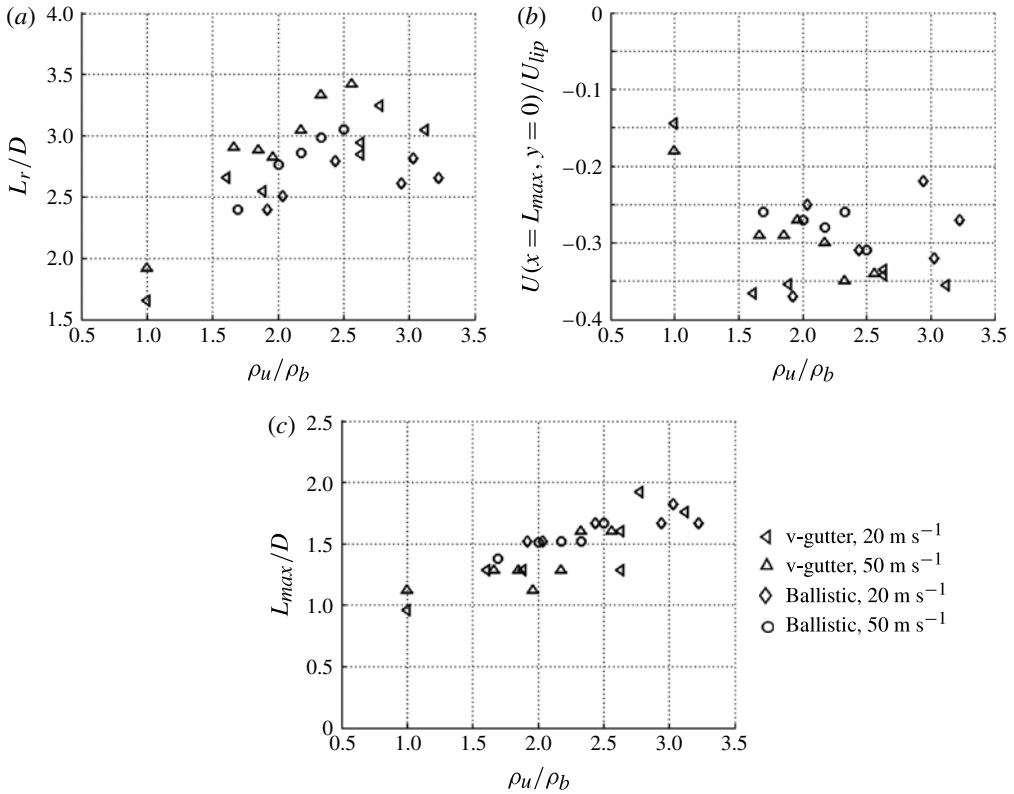 (a)
4.0
3.5
3.0
2.5
2.0
1.5
L_r/D
0.5 1.0 1.5 2.0 2.5 3.0 3.5
ρ_u/ρ_b
(b)
0
−0.1
−0.2
−0.3
−0.4
U(x = L_max, y = 0)/U_lip
0.5 1.0 1.5 2.0 2.5 3.0 3.5
ρ_u/ρ_b
(c)
2.5
2.0
1.5
1.0
0.5
0
L_max/D
0.5 1.0 1.5 2.0 2.5 3.0 3.5
ρ_u/ρ_b
v-gutter, 20 m s⁻¹
v-gutter, 50 m s⁻¹
Ballistic, 20 m s⁻¹
Ballistic, 50 m s⁻¹